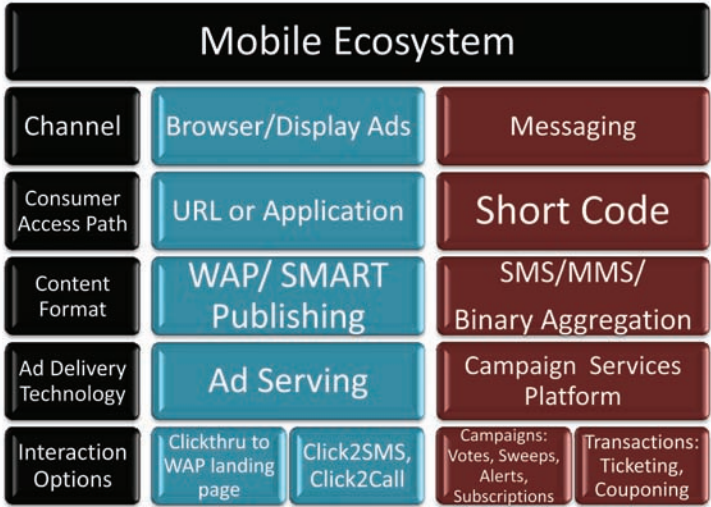 Mobile Ecosystem
Channel
Browser/Display Ads
Messaging
Consumer
Access Path
URL or Application
Short Code
Content
Format
WAP/ SMART
Publishing
SMS/MMS/
Binary Aggregation
Ad Delivery
Technology
Ad Serving
Campaign Services
Platform
Interaction
Options
Clickthru to
WAP landing
page
Click2SMS,
Click2Call
Campaigns:
Votes, Sweeps,
Alerts,
Subscriptions
Transactions:
Ticketing,
Couponing